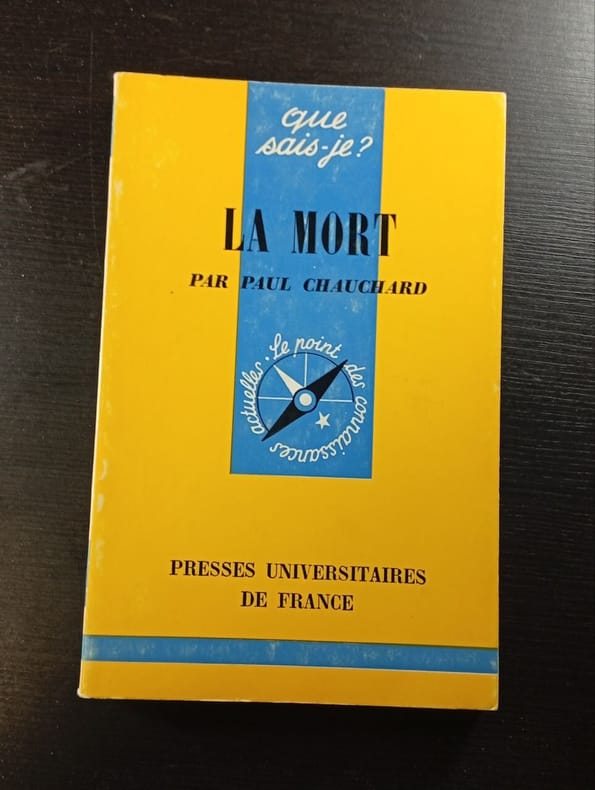 que
sais-je?
LA MORT
PAR PAUL CHAUCHARD
Le point des connaissances actuelles.
PRESSES UNIVERSITAIRES
DE FRANCE